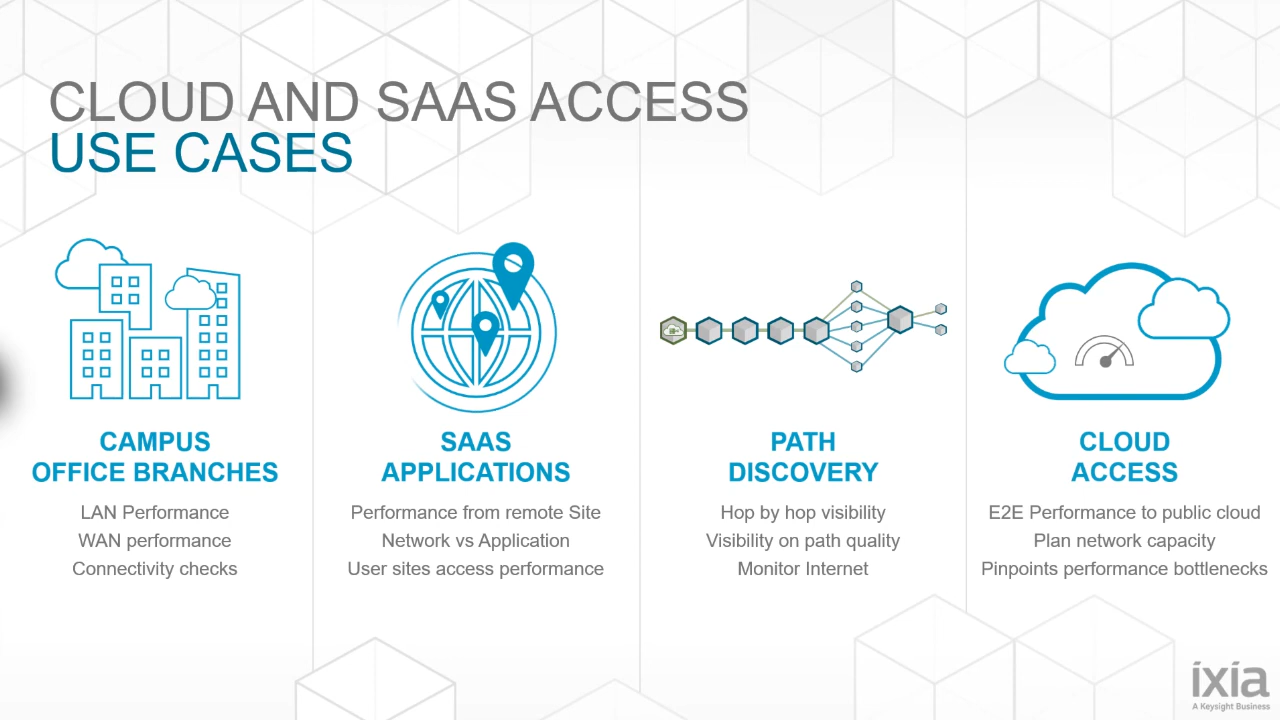 CLOUD AND SAAS ACCESS
USE CASES
CAMPUS
OFFICE BRANCHES
LAN Performance
WAN performance
Connectivity checks
SAAS
APPLICATIONS
Performance from remote Site
Network vs Application
User sites access performance
PATH
DISCOVERY
Hop by hop visibility
Visibility on path quality
Monitor Internet
CLOUD
ACCESS
E2E Performance to public cloud
Plan network capacity
Pinpoints performance bottlenecks
ixia
A Keysight Business